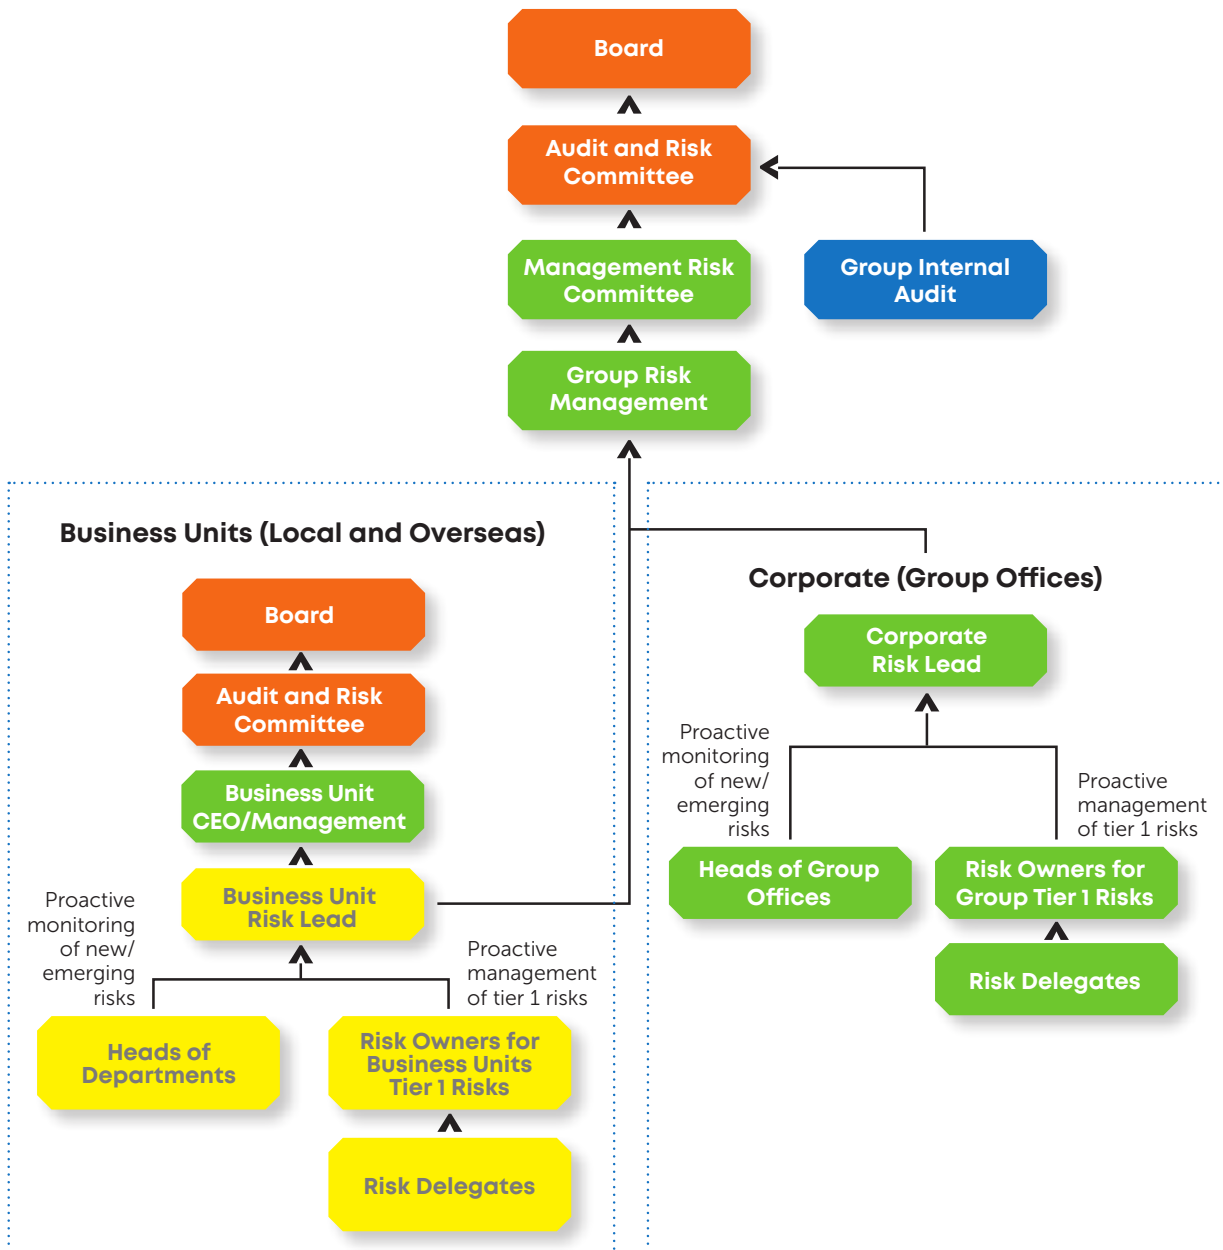 Board
Audit and Risk
Committee
Management Risk
Committee
Group Internal
Audit
Group Risk
Management
Business Units (Local and Overseas)
Board
Audit and Risk
Committee
Business Unit
CEO/Management
Business Unit
Risk Lead
Proactive
monitoring
of new/
emerging
risks
Proactive
management
of tier 1 risks
Heads of
Departments
Risk Owners for
Business Units
Tier 1 Risks
Risk Delegates
Corporate (Group Offices)
Corporate
Risk Lead
Proactive
monitoring
of new/
emerging
risks
Proactive
management
of tier 1 risks
Heads of Group
Offices
Risk Owners for
Group Tier 1 Risks
Risk Delegates